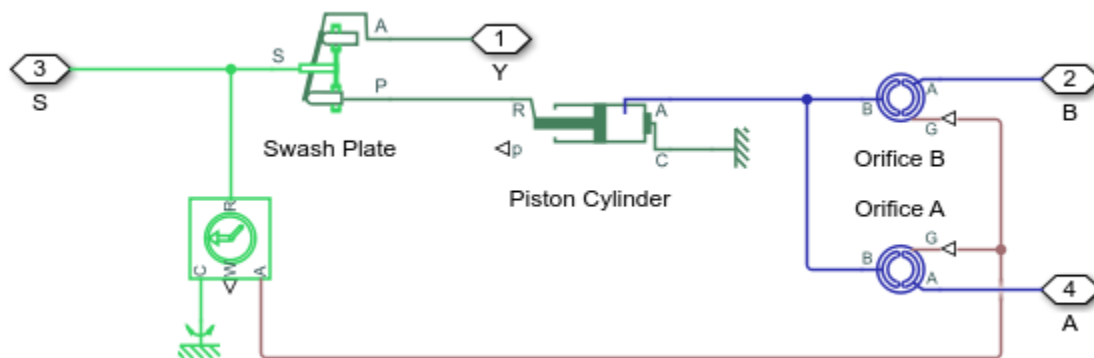 A
1
Y
3
S
S
P
2
B
B
A
G
R
A
C
p
Swash Plate
Piston Cylinder
Orifice B
Orifice A
R
C
W
A
G
B
A
4
A